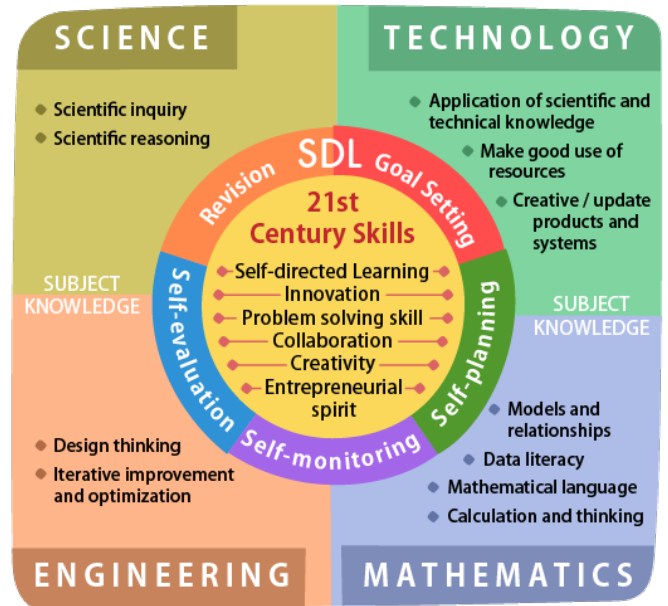 SCIENCE
Scientific inquiry
Scientific reasoning
TECHNOLOGY
Application of scientific and
technical knowledge
Make good use of
resources
Creative / update
products and
systems
SDL
Goal Setting
Self-planning
Self-monitoring
Self-evaluation
Revision
21st
Century Skills
Self-directed Learning
Innovation
Problem solving skill
Collaboration
Creativity
Entrepreneurial
spirit
SUBJECT
KNOWLEDGE
SUBJECT
KNOWLEDGE
Design thinking
Iterative improvement
and optimization
ENGINEERING
Models and
relationships
Data literacy
Mathematical language
Calculation and thinking
MATHEMATICS